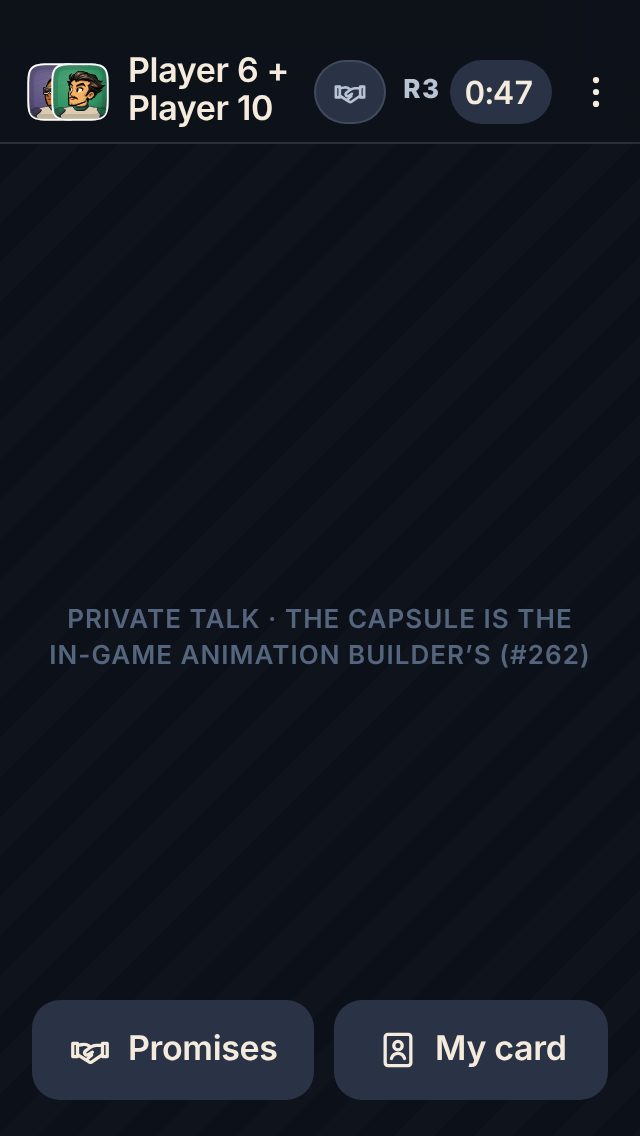 Player 6 +
Player 10
R3
0:47
PRIVATE TALK · THE CAPSULE IS THE
IN-GAME ANIMATION BUILDER’S (#262)
Promises
My card